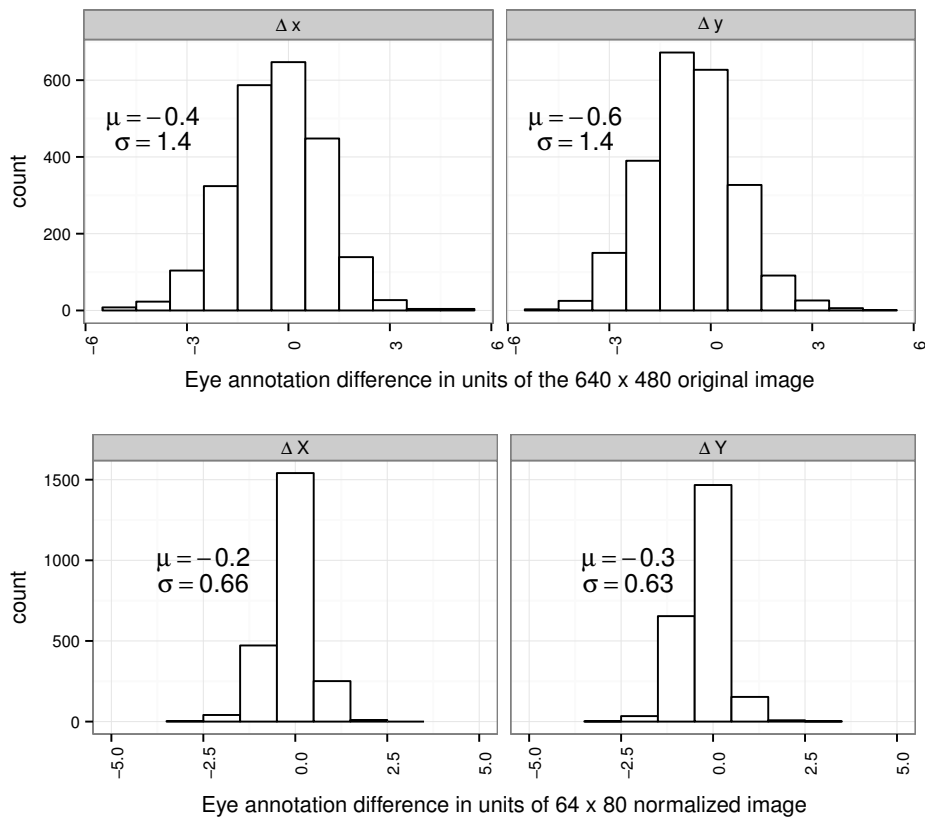 Δ x
Δ y
600
400
200
0
count
μ = −0.4
σ = 1.4
μ = −0.6
σ = 1.4
−6 −3 0 3 6
−6 −3 0 3 6
Eye annotation difference in units of the 640 x 480 original image
Δ X
Δ Y
1500
1000
500
0
count
μ = −0.2
σ = 0.66
μ = −0.3
σ = 0.63
−5.0 −2.5 0.0 2.5 5.0
−5.0 −2.5 0.0 2.5 5.0
Eye annotation difference in units of 64 x 80 normalized image